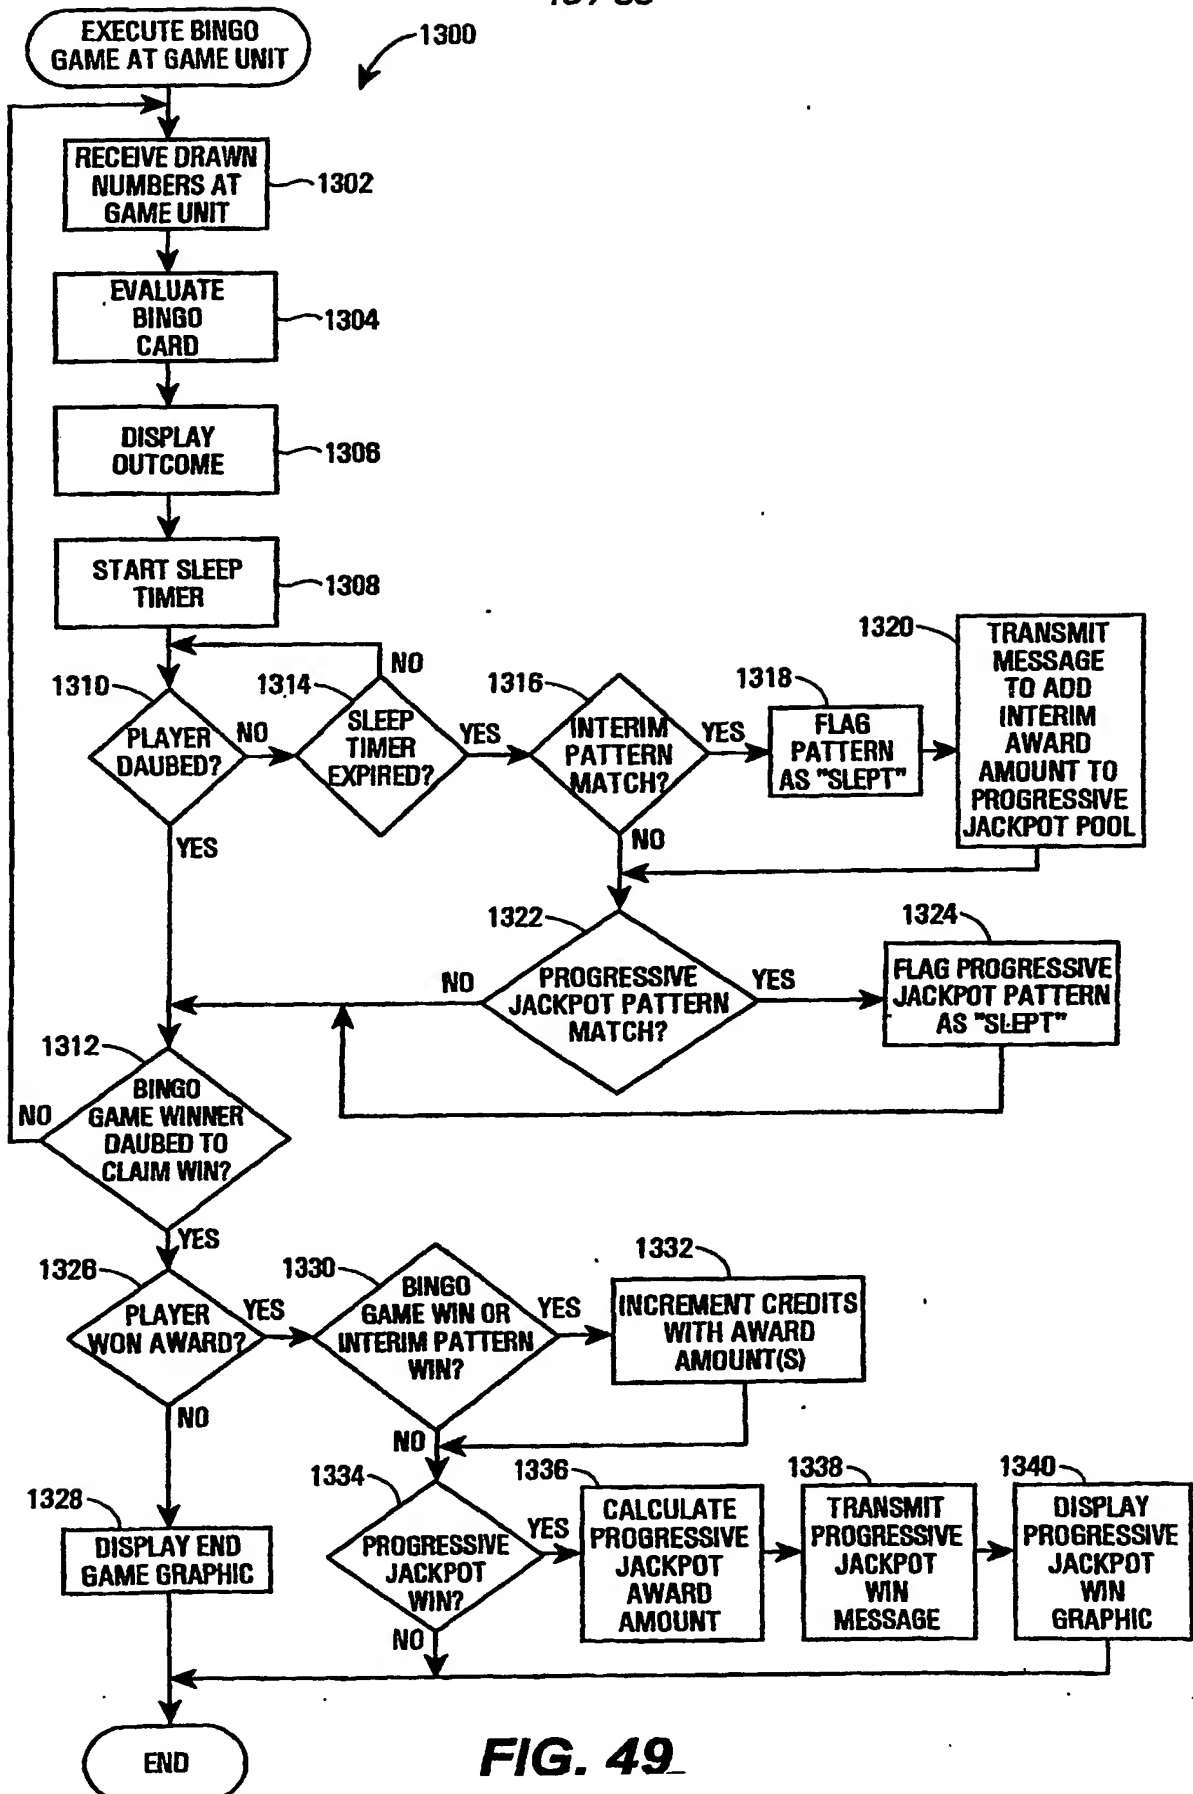 EXECUTE BINGO
GAME AT GAME UNIT
1300
RECEIVE DRAWN
NUMBERS AT
GAME UNIT
1302
EVALUATE
BINGO
CARD
1304
DISPLAY
OUTCOME
1306
START SLEEP
TIMER
1308
1310
PLAYER
DAUBED?
NO
YES
1314
SLEEP
TIMER
EXPIRED?
NO
YES
1316
INTERIM
PATTERN
MATCH?
YES
NO
1318
FLAG
PATTERN
AS "SLEPT"
1320
TRANSMIT
MESSAGE
TO ADD
INTERIM
AWARD
AMOUNT TO
PROGRESSIVE
JACKPOT POOL
1322
PROGRESSIVE
JACKPOT PATTERN
MATCH?
NO
YES
1324
FLAG PROGRESSIVE
JACKPOT PATTERN
AS "SLEPT"
1312
BINGO
GAME WINNER
DAUBED TO
CLAIM WIN?
NO
YES
1326
PLAYER
WON AWARD?
YES
NO
1328
DISPLAY END
GAME GRAPHIC
1330
BINGO
GAME WIN OR
INTERIM PATTERN
WIN?
YES
NO
1332
INCREMENT CREDITS
WITH AWARD
AMOUNT(S)
1334
PROGRESSIVE
JACKPOT
WIN?
YES
NO
1336
CALCULATE
PROGRESSIVE
JACKPOT
AWARD
AMOUNT
1338
TRANSMIT
PROGRESSIVE
JACKPOT
WIN
MESSAGE
1340
DISPLAY
PROGRESSIVE
JACKPOT
WIN
GRAPHIC
END
FIG. 49